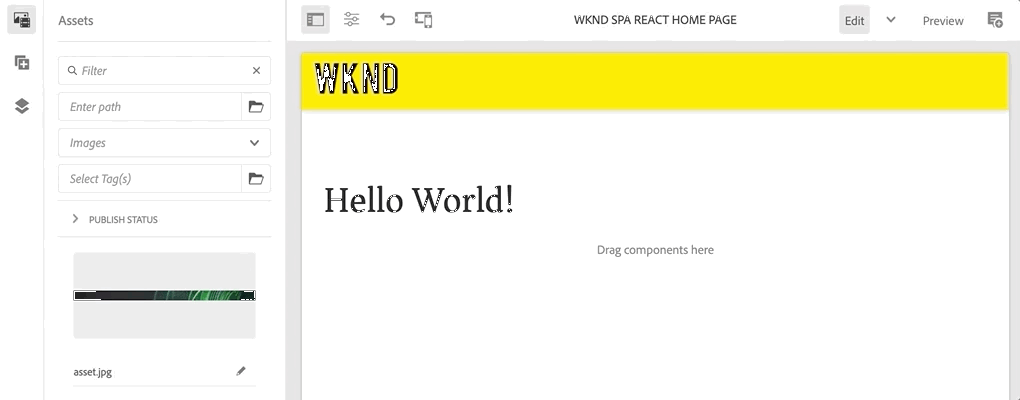 Assets
Filter
Enter path
Images
Select Tag(s)
PUBLISH STATUS
asset.jpg
WKND SPA REACT HOME PAGE
Edit
Preview
WKND
Hello World!
Drag components here